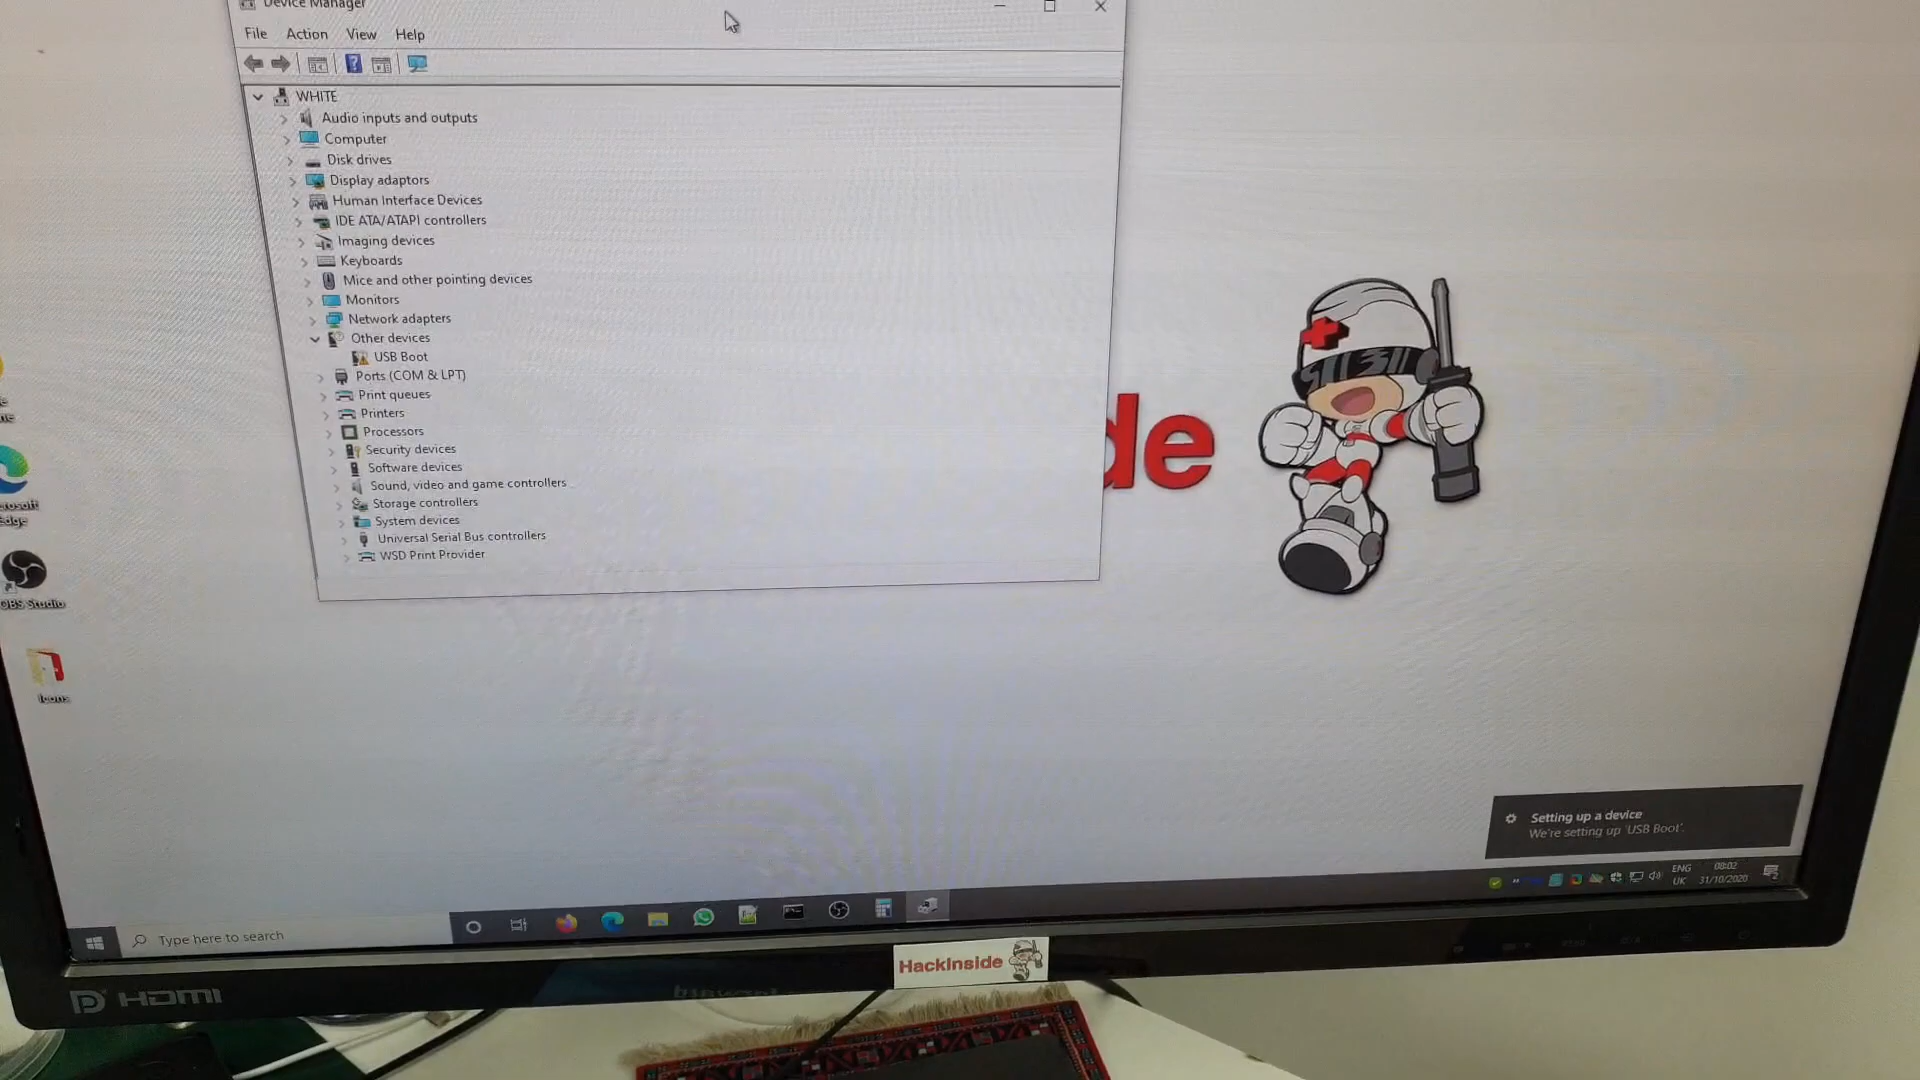 Device Manager
File Action View Help
WHITE
Audio inputs and outputs
Computer
Disk drives
Display adaptors
Human Interface Devices
IDE ATA/ATAPI controllers
Imaging devices
Keyboards
Mice and other pointing devices
Monitors
Network adapters
Other devices
USB Boot
Ports (COM & LPT)
Print queues
Printers
Processors
Security devices
Software devices
Sound, video and game controllers
Storage controllers
System devices
Universal Serial Bus controllers
WSD Print Provider
de
Edge
OBS Studio
Icons
Setting up a device
We're setting up 'USB Boot'.
ENG
UK
08:02
31/10/2020
Type here to search
HackInside
HDMI